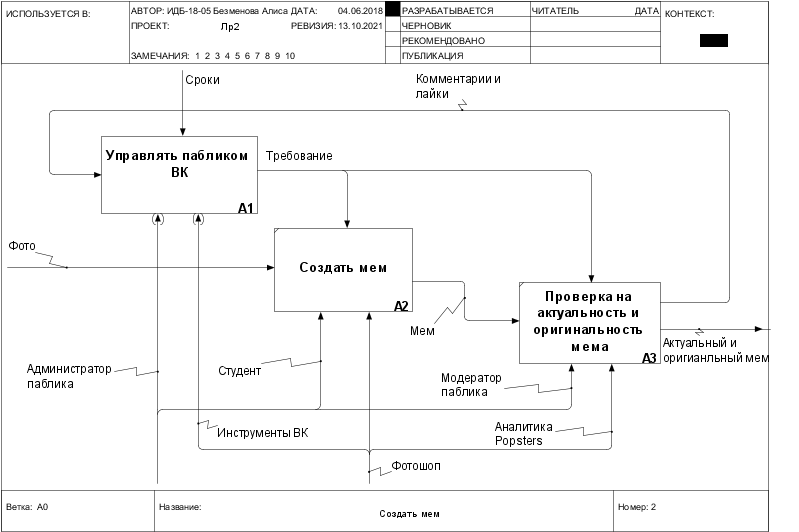 ИСПОЛЬЗУЕТСЯ В:
АВТОР: ИДБ-18-05 Безменова Алиса ДАТА: 04.06.2018
РАЗРАБАТЫВАЕТСЯ
ЧИТАТЕЛЬ ДАТА
КОНТЕКСТ:
ПРОЕКТ: Лр2 РЕВИЗИЯ: 13.10.2021
ЧЕРНОВИК
РЕКОМЕНДОВАНО
ЗАМЕЧАНИЯ: 1 2 3 4 5 6 7 8 9 10
ПУБЛИКАЦИЯ
Сроки
Комментарии и
лайки
Управлять пабликом
ВК
A1
Требование
Фото
Создать мем
A2
Мем
Проверка на
актуальность и
оригинальность
мема
A3
Актуальный и
оригианльный мем
Администратор
паблика
Студент
Модератор
паблика
Инструменты ВК
Аналитика
Popsters
Фотошоп
Ветка: A0
Название:
Создать мем
Номер: 2